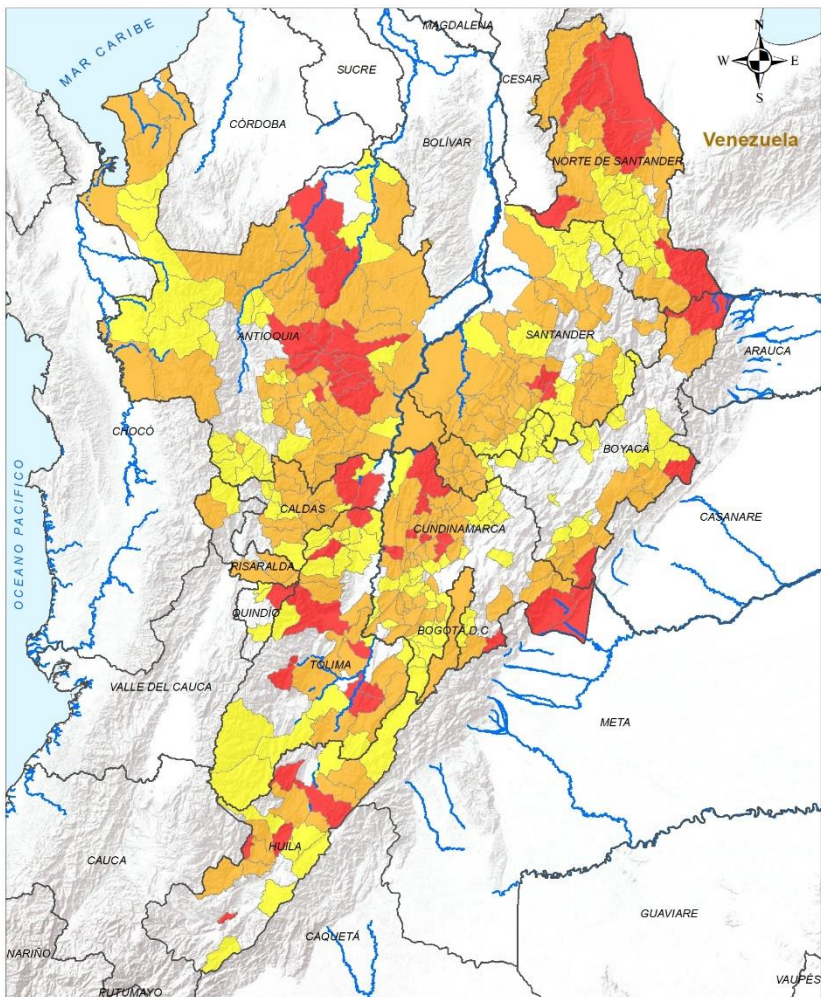 MAGDALENA
MAR CARIBE
SUCRE
CESAR
N
W E
S
CÓRDOBA
BOLÍVAR
Venezuela
NORTE DE SANTANDER
ANTIOQUIA
SANTANDER
ARAUCA
CHOCÓ
BOYACÁ
OCEANO PACIFICO
CALDAS
CUNDINAMARCA
CASANARE
RISARALDA
QUINDÍO
BOGOTÁ D.C
TOLIMA
VALLE DEL CAUCA
META
CAUCA
HUILA
GUAVIARE
CAQUETÁ
NARIÑO
PUTUMAYO
VAUPÉS